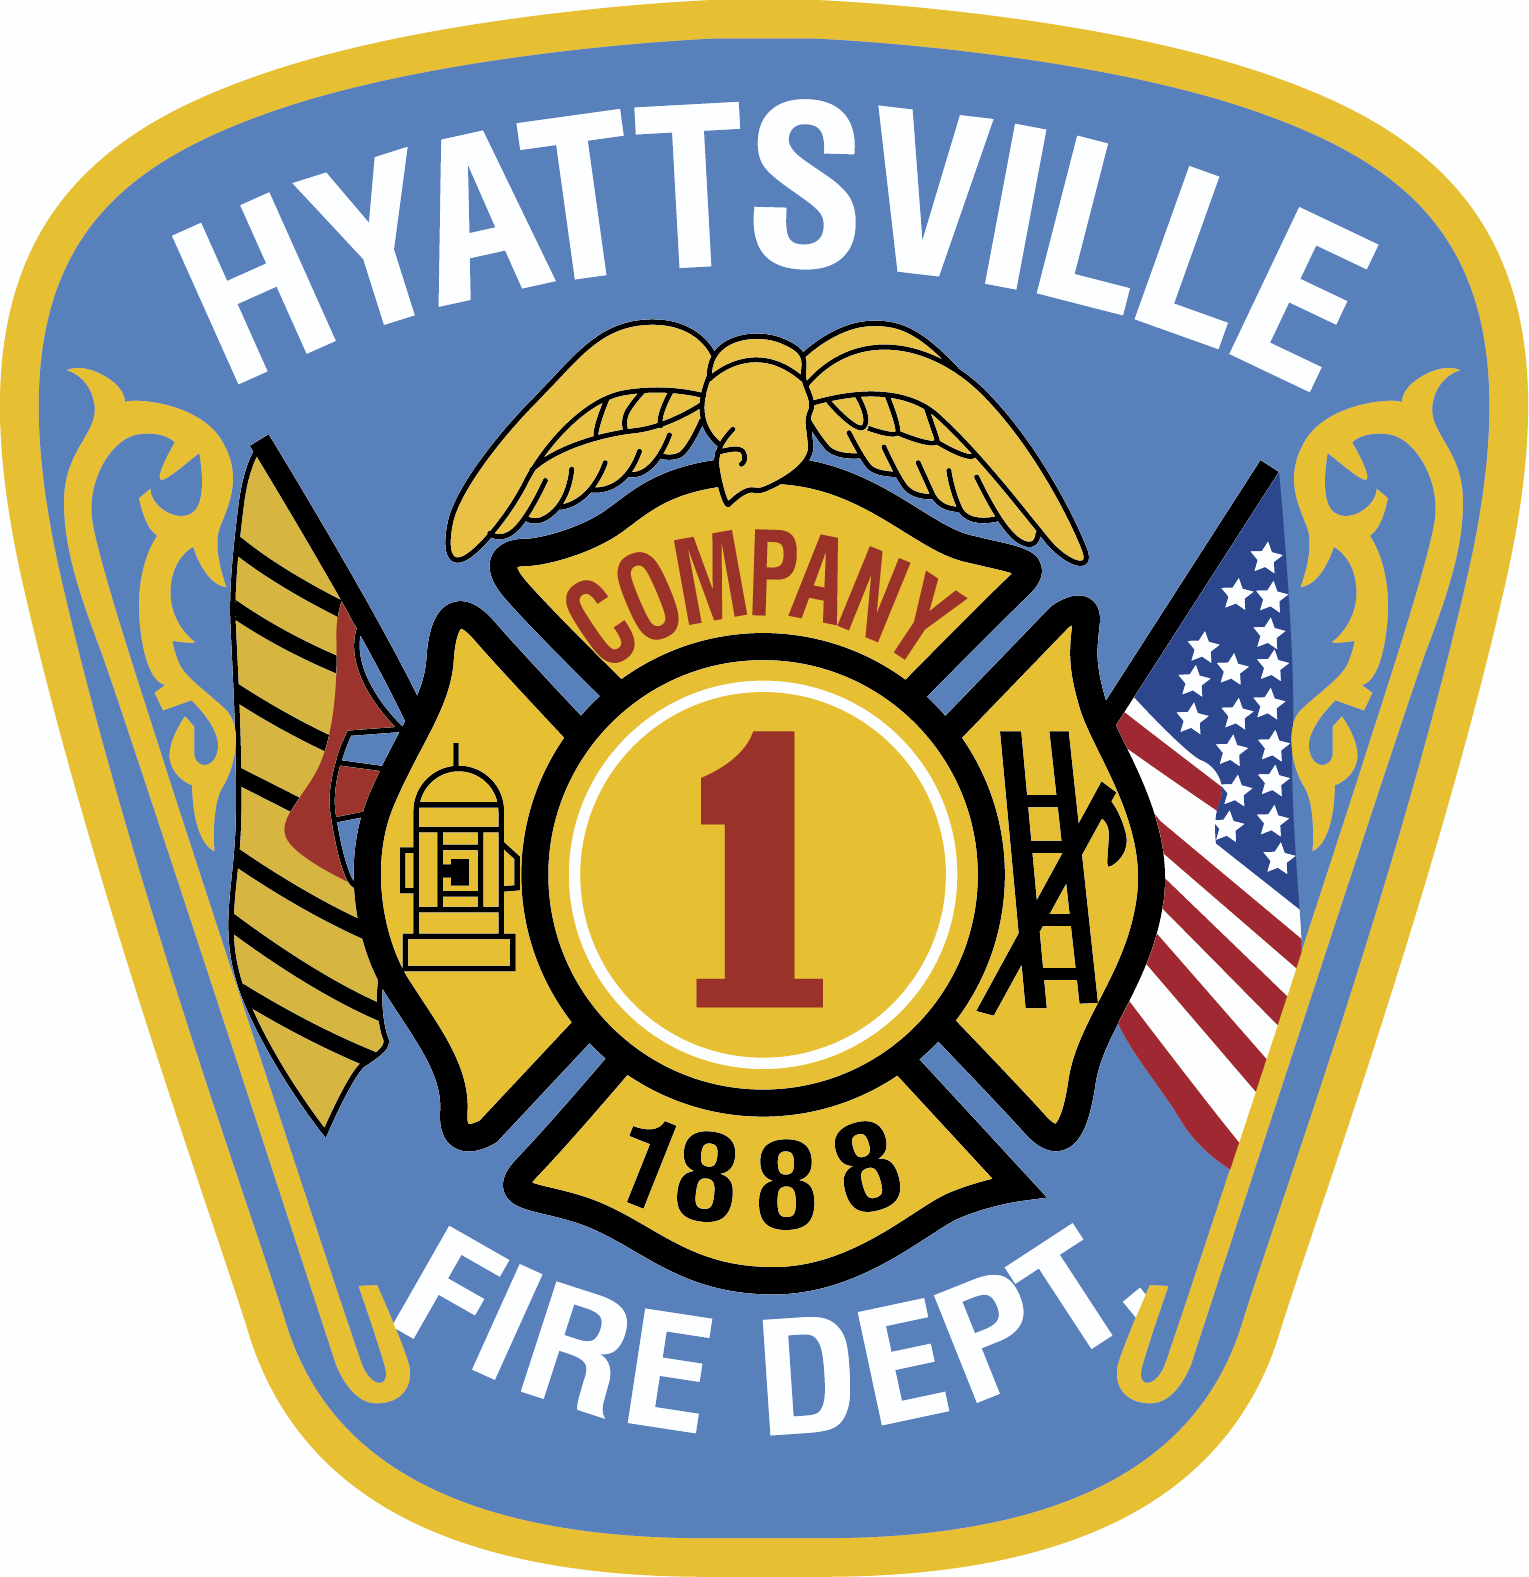 HYATTSVILLE
COMPANY
1
1888
FIRE DEPT.